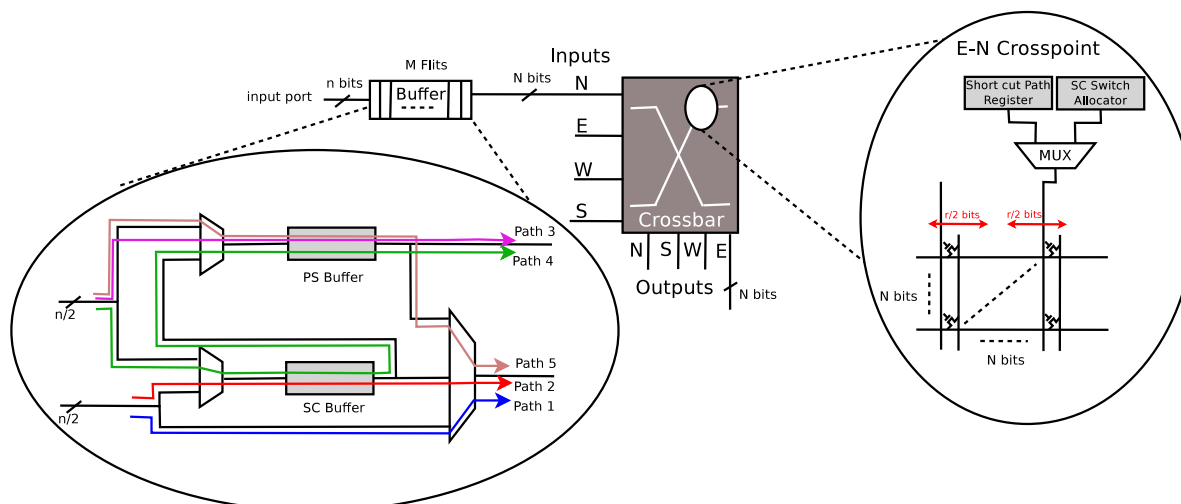 E-N Crosspoint
Inputs
M Flits
n bits
Buffer
N bits
input port
N
E
W
S
Crossbar
N
S
W
E
Outputs
N bits
Short cut Path
Register
SC Switch
Allocator
MUX
r/2 bits
r/2 bits
N bits
N bits
Path 3
Path 4
PS Buffer
n/2
Path 5
Path 2
Path 1
SC Buffer
n/2